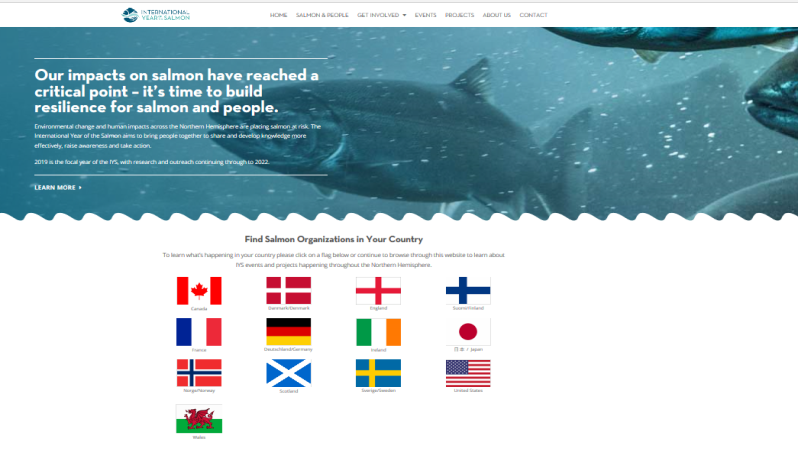 INTERNATIONAL
YEAR OF THE SALMON
HOME SALMON & PEOPLE GET INVOLVED EVENTS PROJECTS ABOUT US CONTACT
Our impacts on salmon have reached a
critical point – it's time to build
resilience for salmon and people.
Environmental change and human impacts across the Northern Hemisphere are placing salmon at risk. The
International Year of the Salmon aims to bring people together to share and develop knowledge more
effectively, raise awareness and take action.
2019 is the focal year of the IYS, with research and outreach continuing through to 2022.
LEARN MORE
Find Salmon Organizations in Your Country
To learn what's happening in your country please click on a flag below or continue to browse through this website to learn about
IYS events and projects happening throughout the Northern Hemisphere.
Canada Danmark/Denmark England Suomi/Finland
France Deutschland/Germany Ireland 日本 / Japan
Norge/Norway Scotland Sverige/Sweden United States
Wales